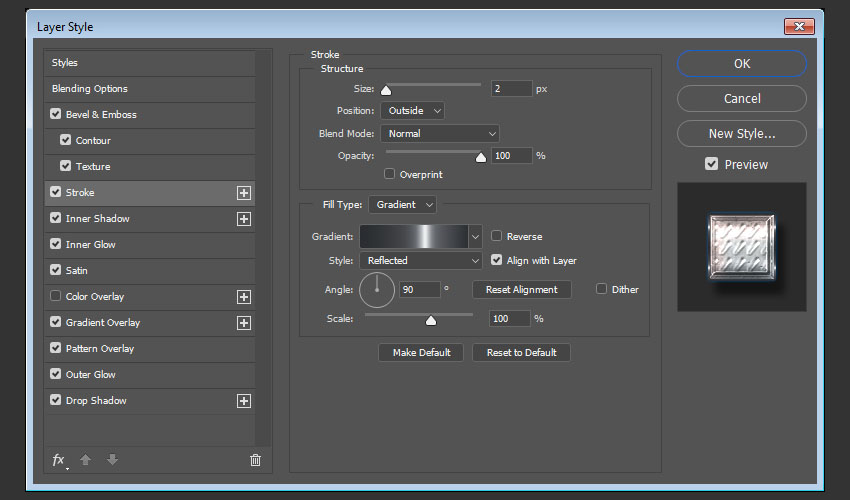 Layer Style
Styles
Blending Options
Bevel & Emboss
Contour
Texture
Stroke
Inner Shadow
Inner Glow
Satin
Color Overlay
Gradient Overlay
Pattern Overlay
Outer Glow
Drop Shadow
fx
Stroke
Structure
Size: 2 px
Position: Outside
Blend Mode: Normal
Opacity: 100 %
Overprint
Fill Type: Gradient
Gradient: Reverse
Style: Reflected Align with Layer
Angle: 90 ° Reset Alignment Dither
Scale: 100 %
Make Default Reset to Default
OK
Cancel
New Style...
Preview